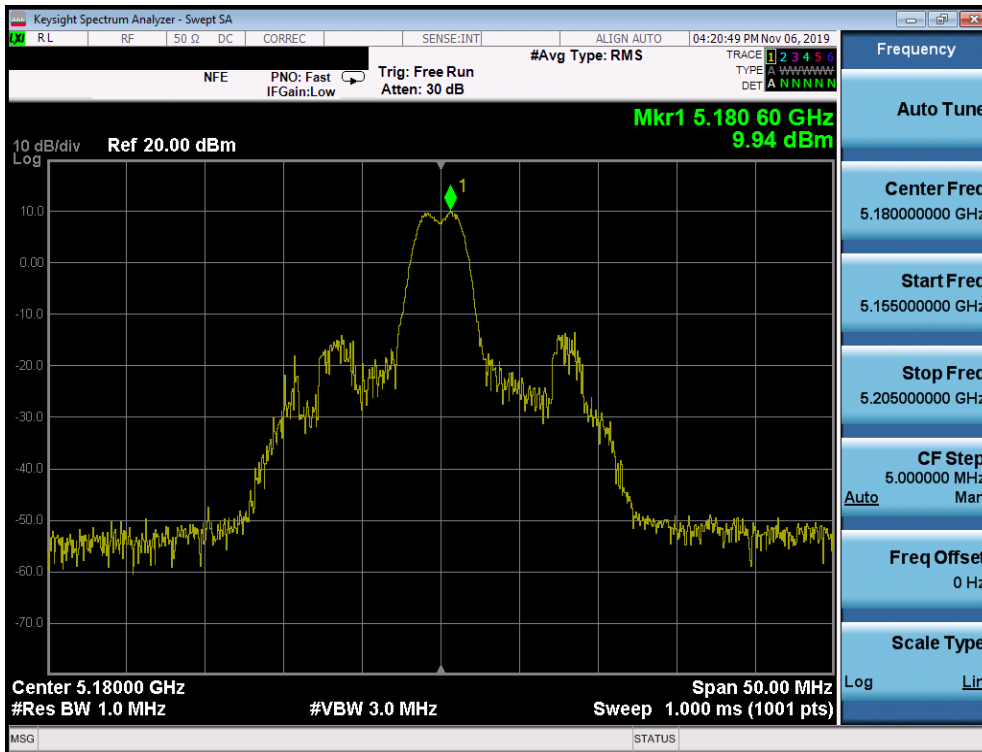 Keysight Spectrum Analyzer - Swept SA
LXI RL RF 50 Ω DC CORREC SENSE:INT ALIGN AUTO 04:20:49 PM Nov 06, 2019
NFE PNO: Fast Trig: Free Run #Avg Type: RMS TRACE 1 2 3 4 5 6
IFGain:Low Atten: 30 dB TYPE A WWWWW
DET A N N N N N
Mkr1 5.180 60 GHz
9.94 dBm
10 dB/div Ref 20.00 dBm
Log
1
10.0
0.00
-10.0
-20.0
-30.0
-40.0
-50.0
-60.0
-70.0
Center 5.18000 GHz Span 50.00 MHz
#Res BW 1.0 MHz #VBW 3.0 MHz Sweep 1.000 ms (1001 pts)
MSG STATUS
Frequency
Auto Tune
Center Freq
5.180000000 GHz
Start Freq
5.155000000 GHz
Stop Freq
5.205000000 GHz
CF Step
5.000000 MHz
Auto Man
Freq Offset
0 Hz
Scale Type
Log Lin